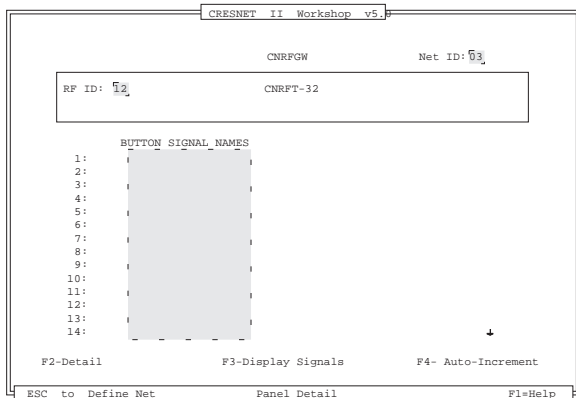 CRESNET II Workshop v5.0
CNRFGW Net ID: 03
RF ID: 12 CNRFT-32
BUTTON SIGNAL NAMES
1:
2:
3:
4:
5:
6:
7:
8:
9:
10:
11:
12:
13:
14:
F2-Detail F3-Display Signals F4- Auto-Increment
ESC to Define Net Panel Detail F1=Help